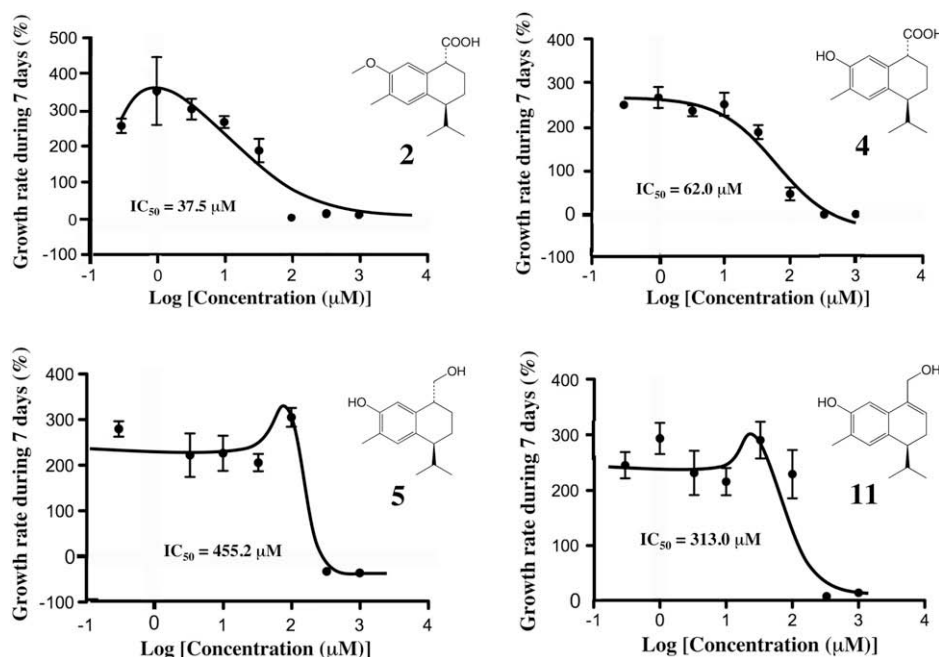 Growth rate during 7 days (%)
500
400
300
200
100
0
-100
-1
0
1
2
3
4
Log [Concentration (μM)]
IC50 = 37.5 μM
COOH
O
2
Growth rate during 7 days (%)
400
300
200
100
0
-100
-1
0
1
2
3
4
Log [Concentration (μM)]
IC50 = 62.0 μM
COOH
HO
4
Growth rate during 7 days (%)
400
300
200
100
0
-100
-1
0
1
2
3
4
Log [Concentration (μM)]
IC50 = 455.2 μM
OH
HO
5
Growth rate during 7 days (%)
400
300
200
100
0
-1
0
1
2
3
4
Log [Concentration (μM)]
IC50 = 313.0 μM
OH
HO
11